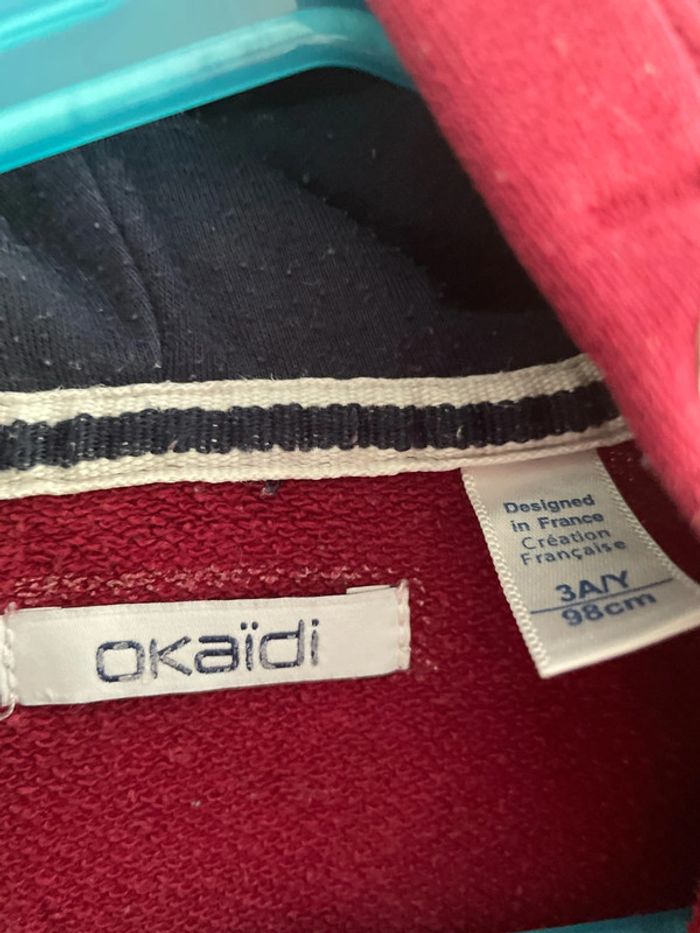 Designed
in France
Création
Française
3A/Y
98cm
okaïdi